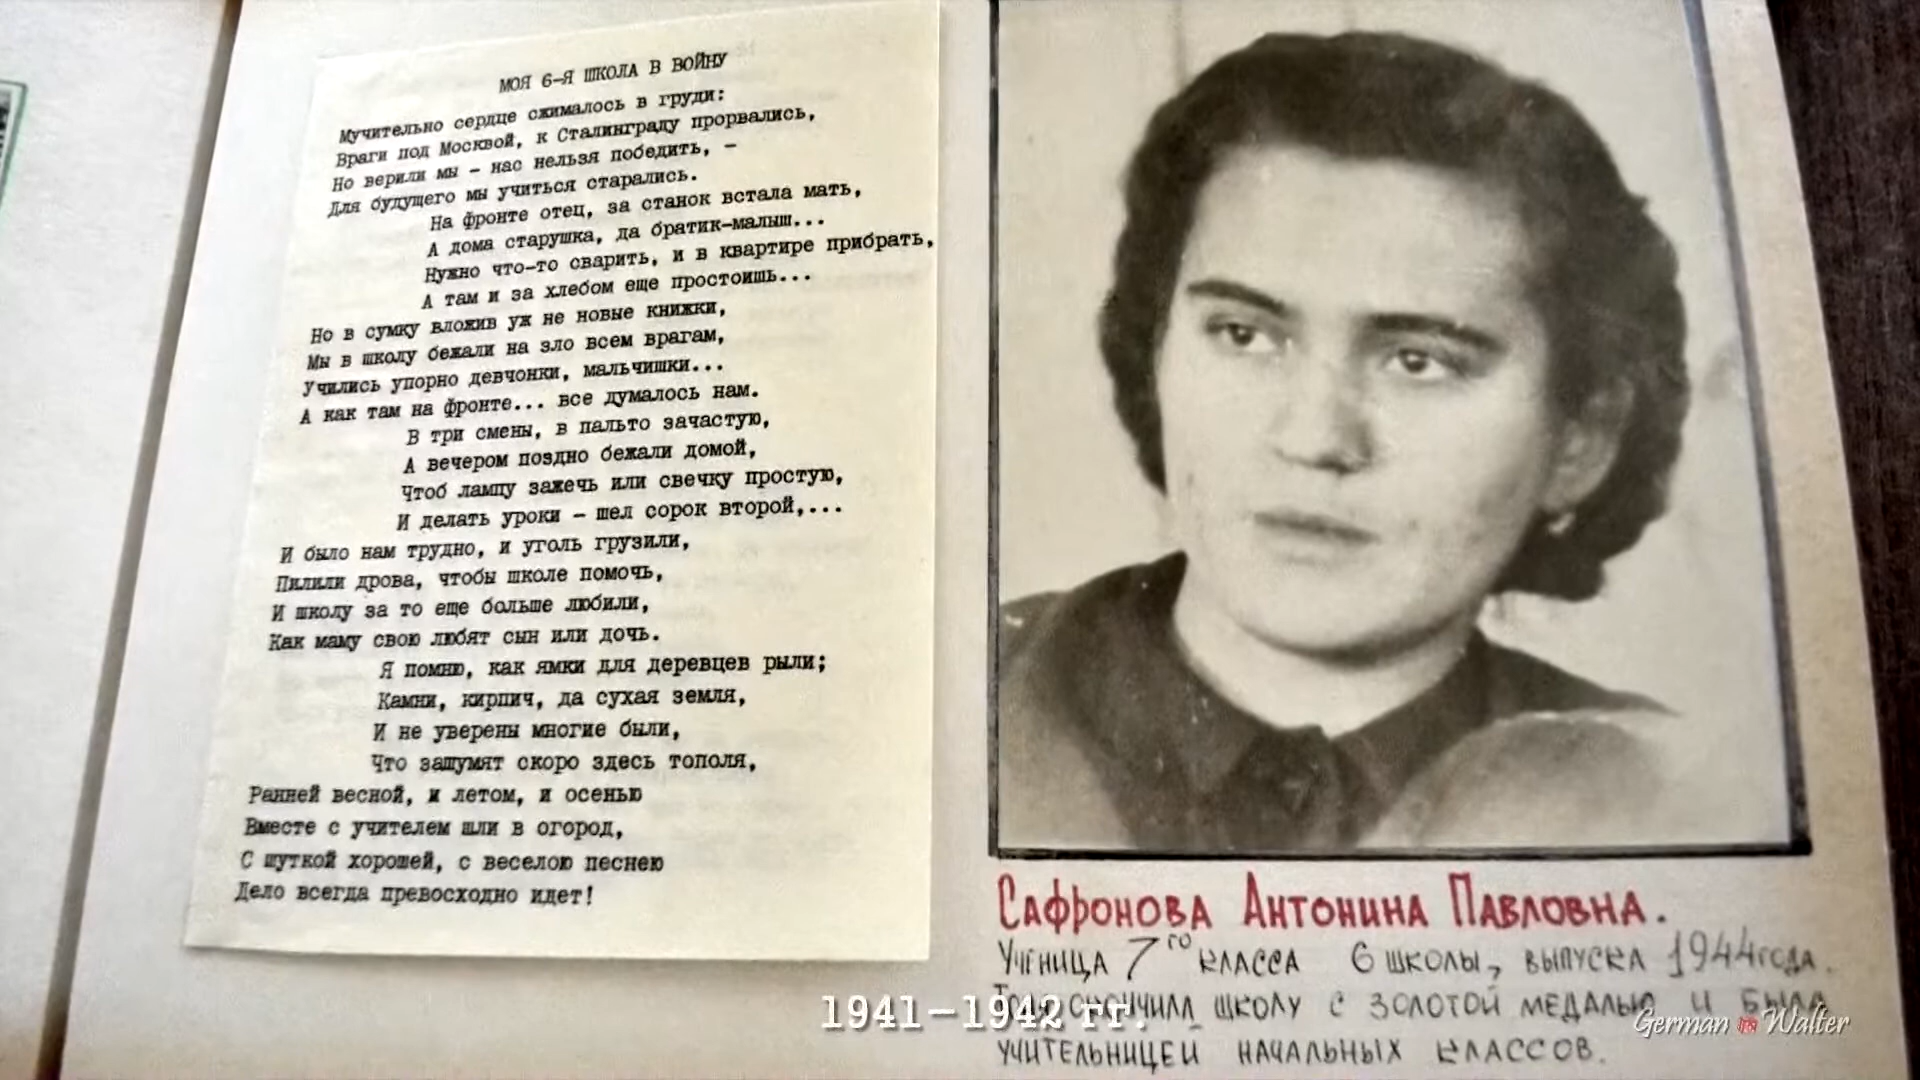 МОЯ 6-Я ШКОЛА В ВОЙНУ
Мучительно сердце сжималось в груди:
Враги под Москвой, к Сталинграду прорвались,
Но верили мы - нас нельзя победить, -
Для будущего мы учиться старались.
На фронте отец, за станок встала мать,
А дома старушка, да братик-малыш...
Нужно что-то сварить, и в квартире прибрать,
А там и за хлебом еще простоишь...
Но в сумку вложив уж не новые книжки,
Мы в школу бежали на зло всем врагам,
Учились упорно девчонки, мальчишки...
А как там на фронте... все думалось нам.
В три смены, в пальто зачастую,
А вечером поздно бежали домой,
Чтоб лампу зажечь или свечку простую,
И делать уроки - шел сорок второй,...
И было нам трудно, и уголь грузили,
Пилили дрова, чтобы школе помочь,
И школу за то еще больше любили,
Как маму свою любят сын или дочь.
Я помню, как ямки для деревцев рыли;
Камни, кирпич, да сухая земля,
И не уверены многие были,
Что зашумят скоро здесь тополя,
Ранней весной, и летом, и осенью
Вместе с учителем шли в огород,
С шуткой хорошей, с веселою песнею
Дело всегда превосходно идет!
Сафронова Антонина Павловна.
Ученица 7го класса 6 школы, выпуска 1944 года.
окончила школу с золотой медалью и была
учительницей начальных классов.
1941-1942 гг.
German Walter